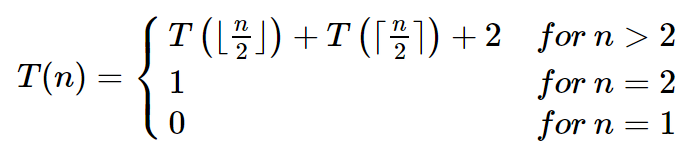 T(n) = { T(⌊n/2⌋) + T(⌈n/2⌉) + 2 for n > 2
1 for n = 2
0 for n = 1